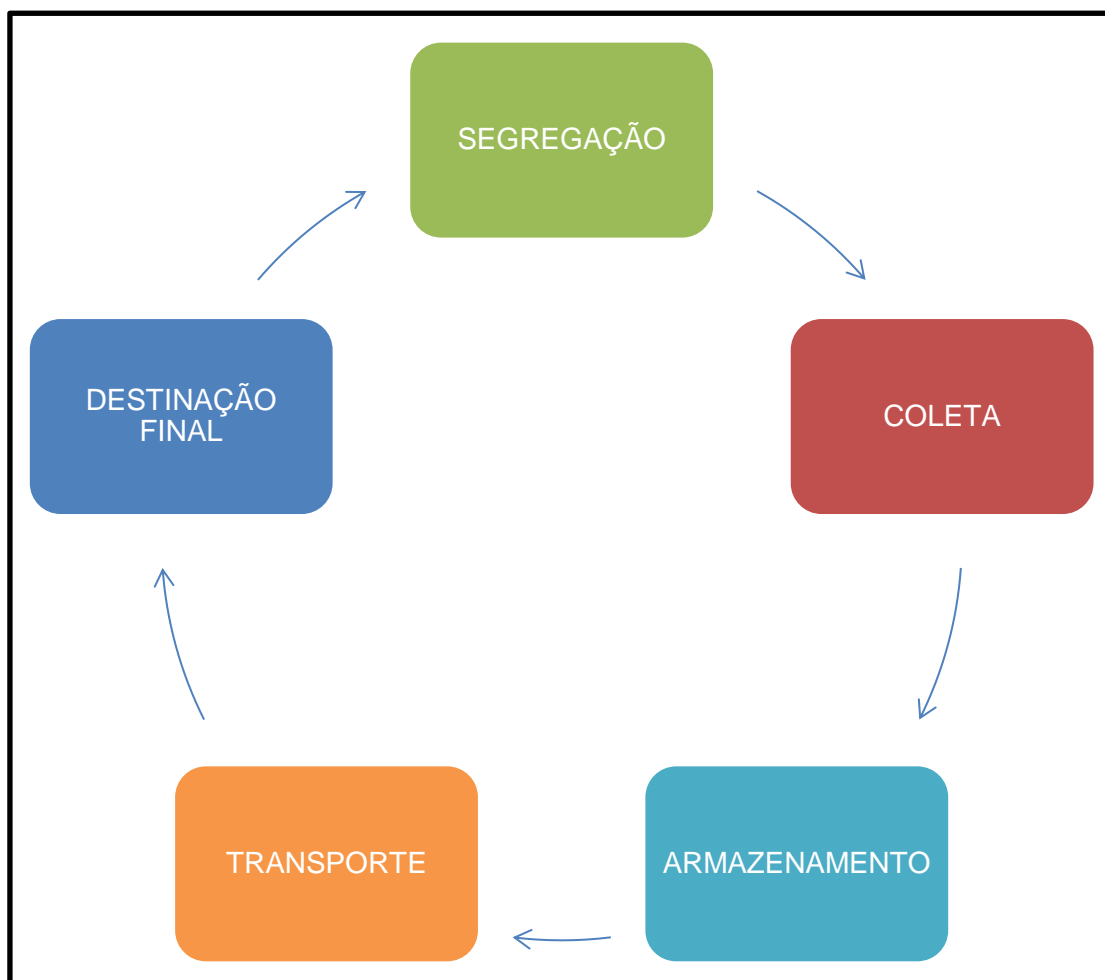 SEGREGAÇÃO
COLETA
ARMAZENAMENTO
TRANSPORTE
DESTINAÇÃO
FINAL